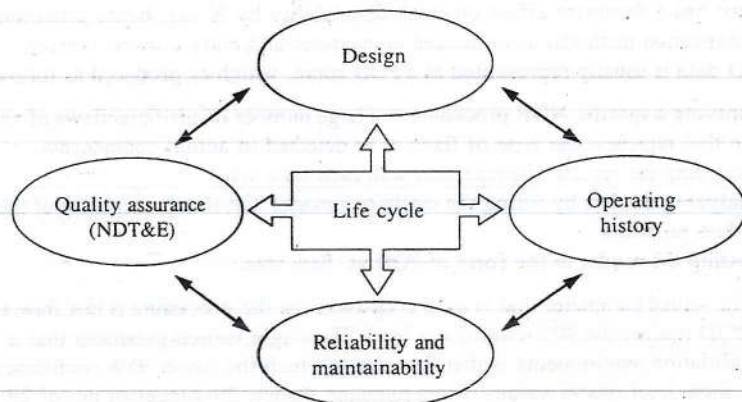 Design
Quality assurance
(NDT&E)
Life cycle
Operating
history
Reliability and
maintainability